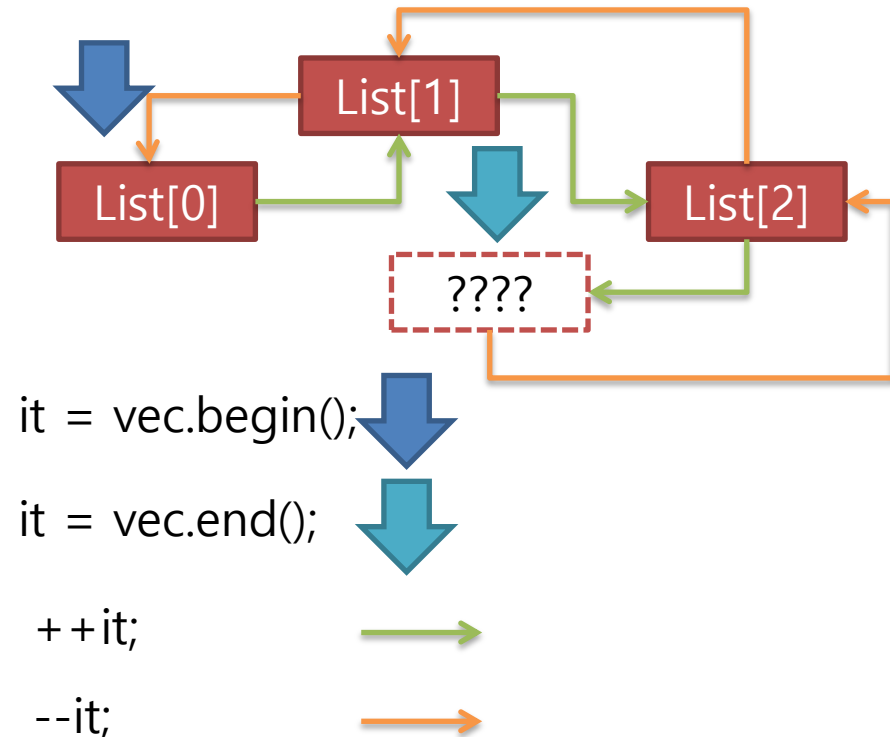 List[1]
List[0]
List[2]
????
it = vec.begin();
it = vec.end();
++it;
--it;